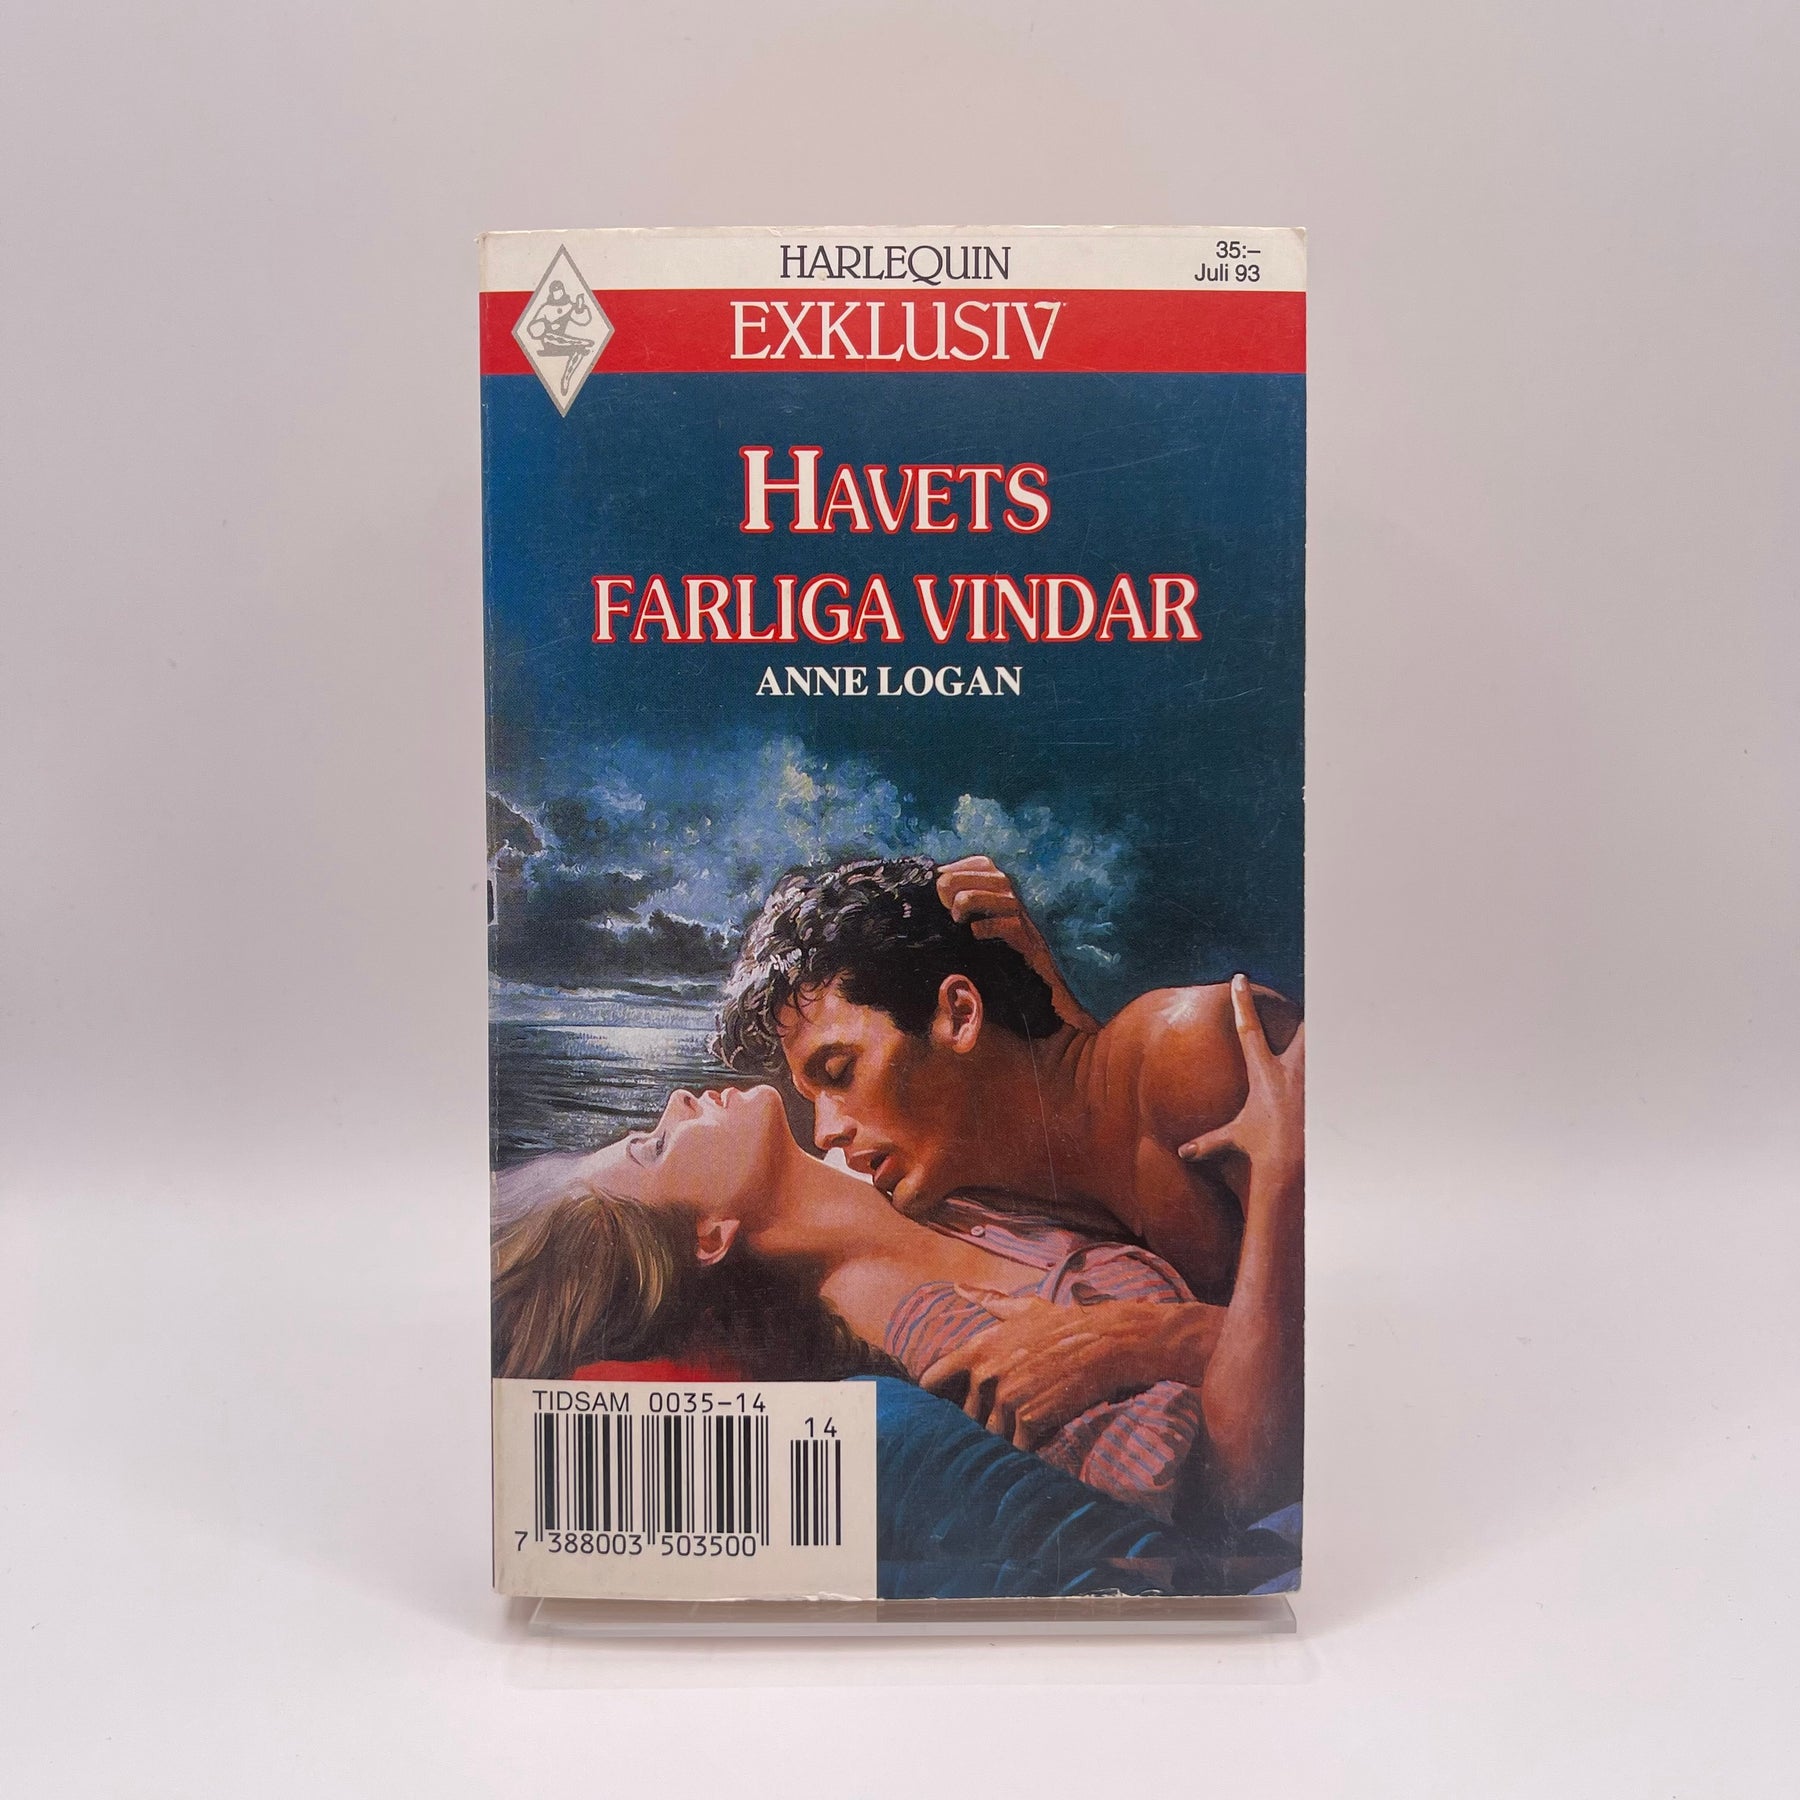 HARLEQUIN
35:–
Juli 93
EXKLUSIV
HAVETS
FARLIGA VINDAR
ANNE LOGAN
TIDSAM 0035-14
14
7 388003 503500